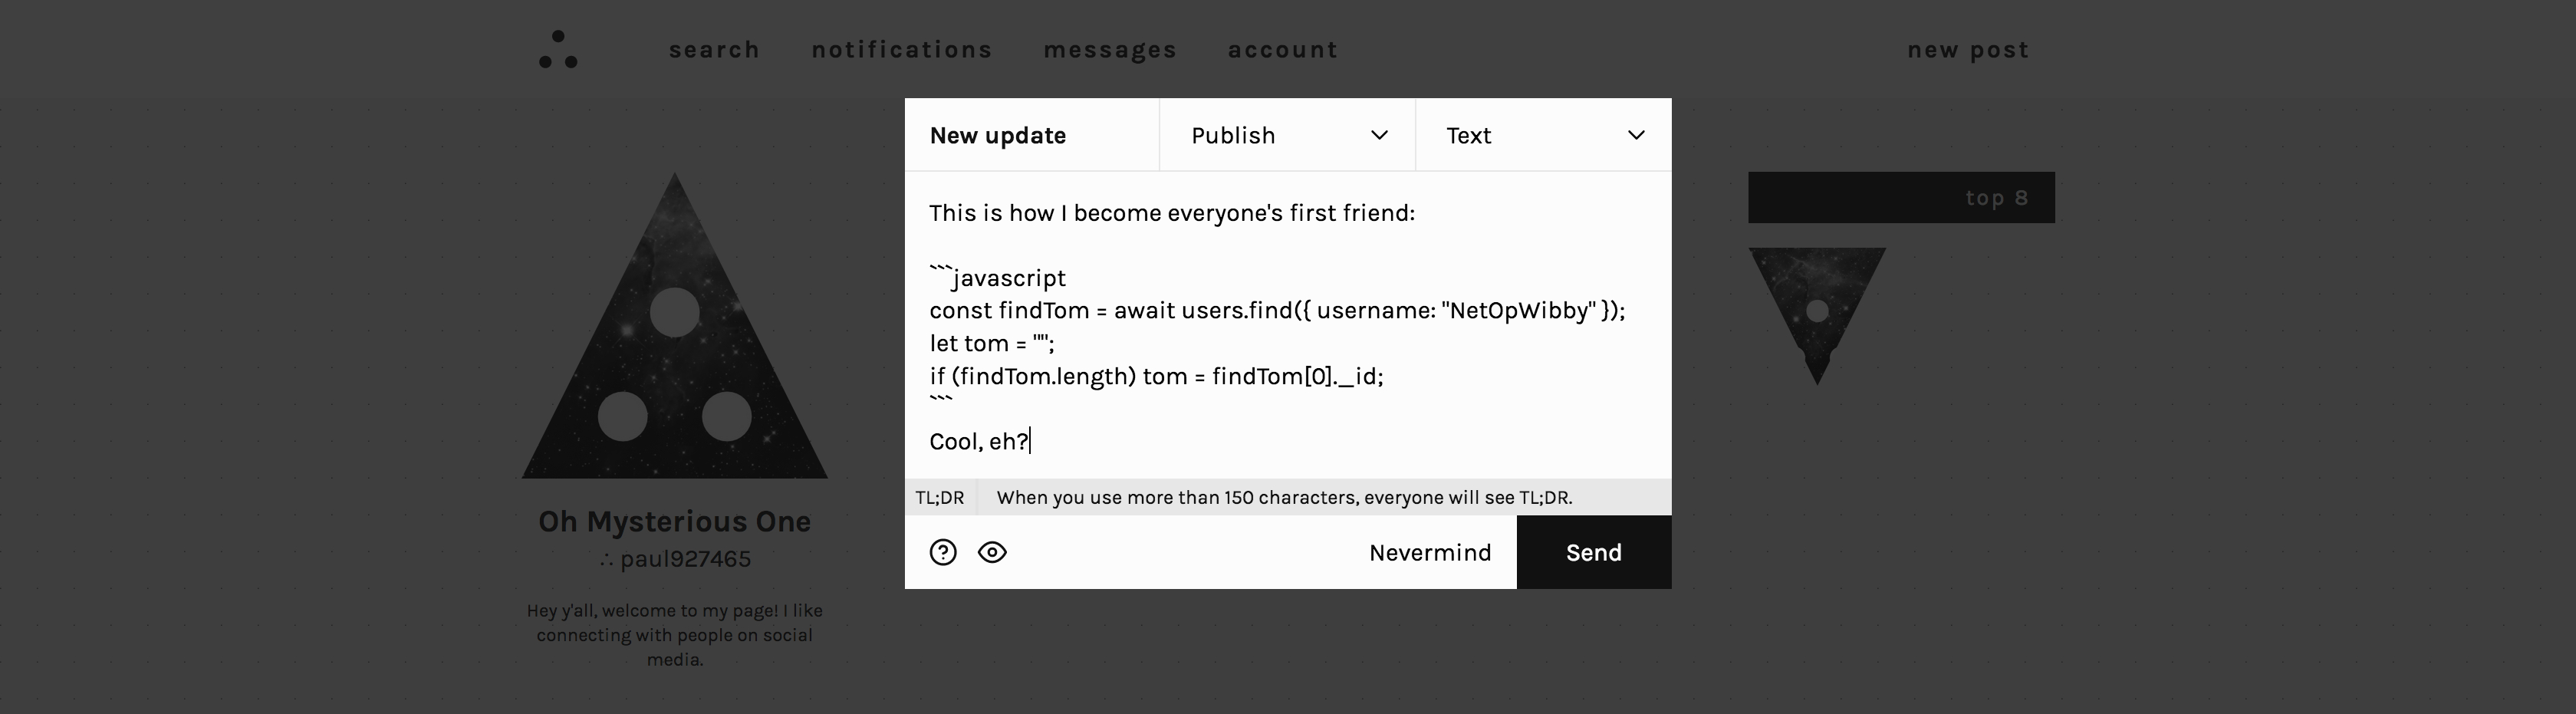 search notifications messages account new post
New update Publish Text
This is how I become everyone's first friend:
```javascript
const findTom = await users.find({ username: "NetOpWibby" });
let tom = "";
if (findTom.length) tom = findTom[0]._id;
```
Cool, eh?
TL;DR When you use more than 150 characters, everyone will see TL;DR.
Nevermind Send
top 8
Oh Mysterious One
∴ paul927465
Hey y'all, welcome to my page! I like
connecting with people on social
media.